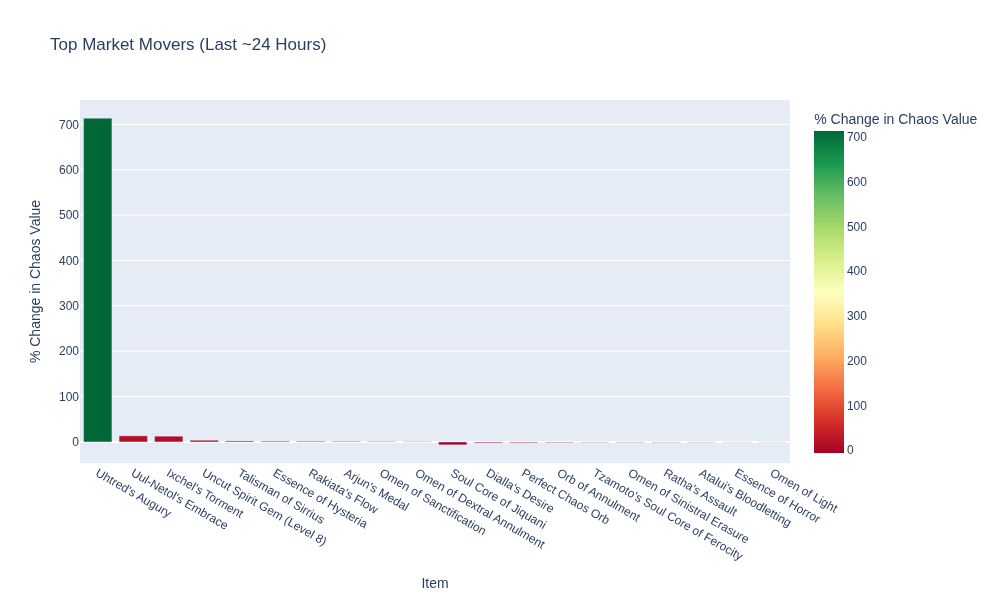 Top Market Movers (Last ~24 Hours)
% Change in Chaos Value
700
600
500
400
300
200
100
0
% Change in Chaos Value
700
600
500
400
300
200
100
0
Uhtred's Augury
Uul-Netol's Embrace
Ixchel's Torment
Uncut Spirit Gem (Level 8)
Talisman of Sirrius
Essence of Hysteria
Rakiata's Flow
Arjun's Medal
Omen of Sanctification
Omen of Dextral Annulment
Soul Core of Jiquani
Dialla's Desire
Perfect Chaos Orb
Orb of Annulment
Tzamoto's Soul Core of Ferocity
Omen of Sinistral Erasure
Ratha's Assault
Atalui's Bloodletting
Essence of Horror
Omen of Light
Item